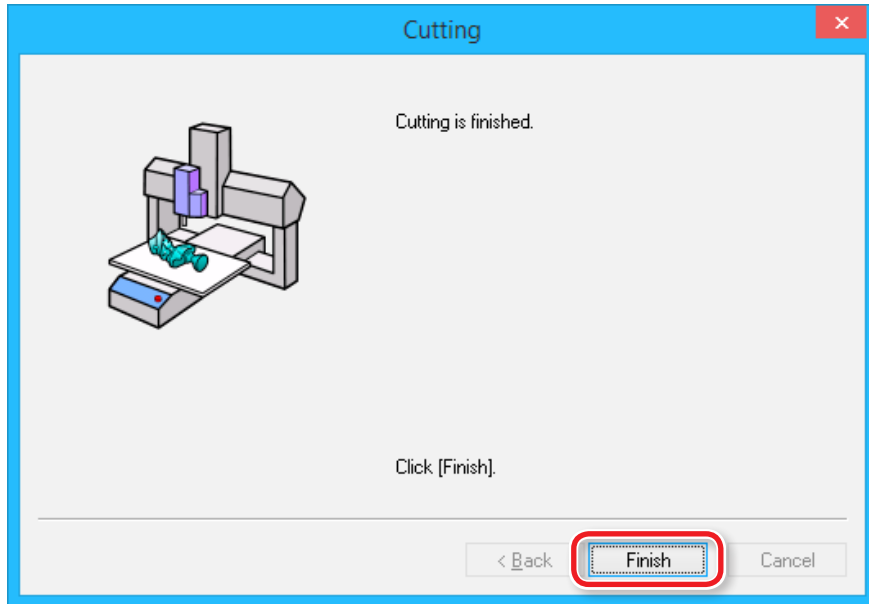 Cutting
Cutting is finished.
Click [Finish].
< Back
Finish
Cancel